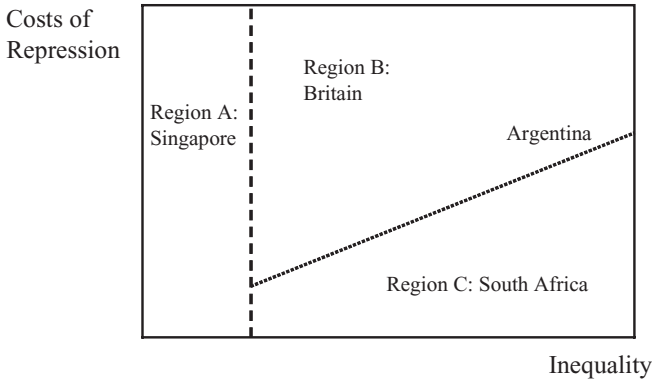 Costs of
Repression
Region B:
Britain
Region A:
Singapore
Argentina
Region C: South Africa
Inequality